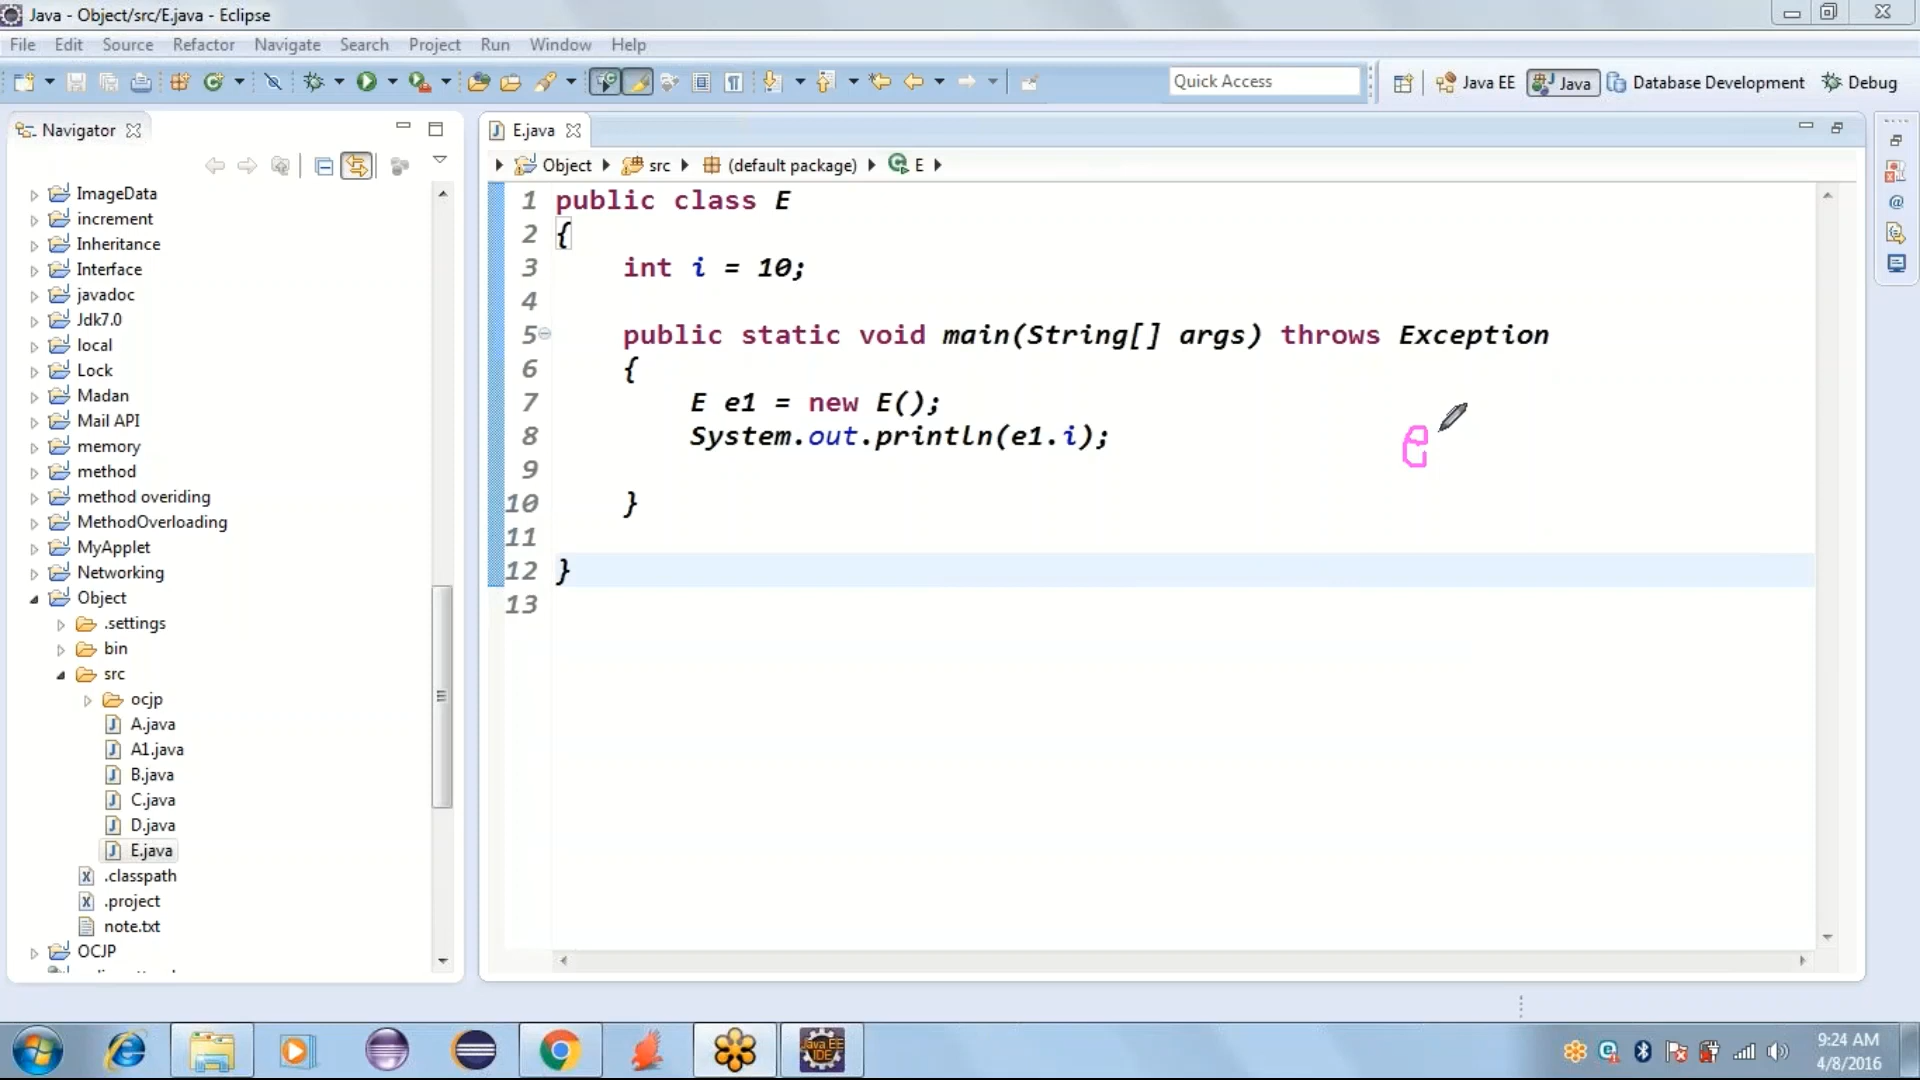 Java - Object/src/E.java - Eclipse
File Edit Source Refactor Navigate Search Project Run Window Help
Quick Access Java EE Java Database Development Debug
Navigator
ImageData
increment
Inheritance
Interface
javadoc
Jdk7.0
local
Lock
Madan
Mail API
memory
method
method overiding
MethodOverloading
MyApplet
Networking
Object
.settings
bin
src
ocjp
A.java
A1.java
B.java
C.java
D.java
E.java
.classpath
.project
note.txt
OCJP
E.java
Object src (default package) E
1 public class E
2 {
3 int i = 10;
4
5 public static void main(String[] args) throws Exception
6 {
7 E e1 = new E();
8 System.out.println(e1.i);
9
10 }
11
12 }
13
e
Java EE
IDE
9:24 AM
4/8/2016